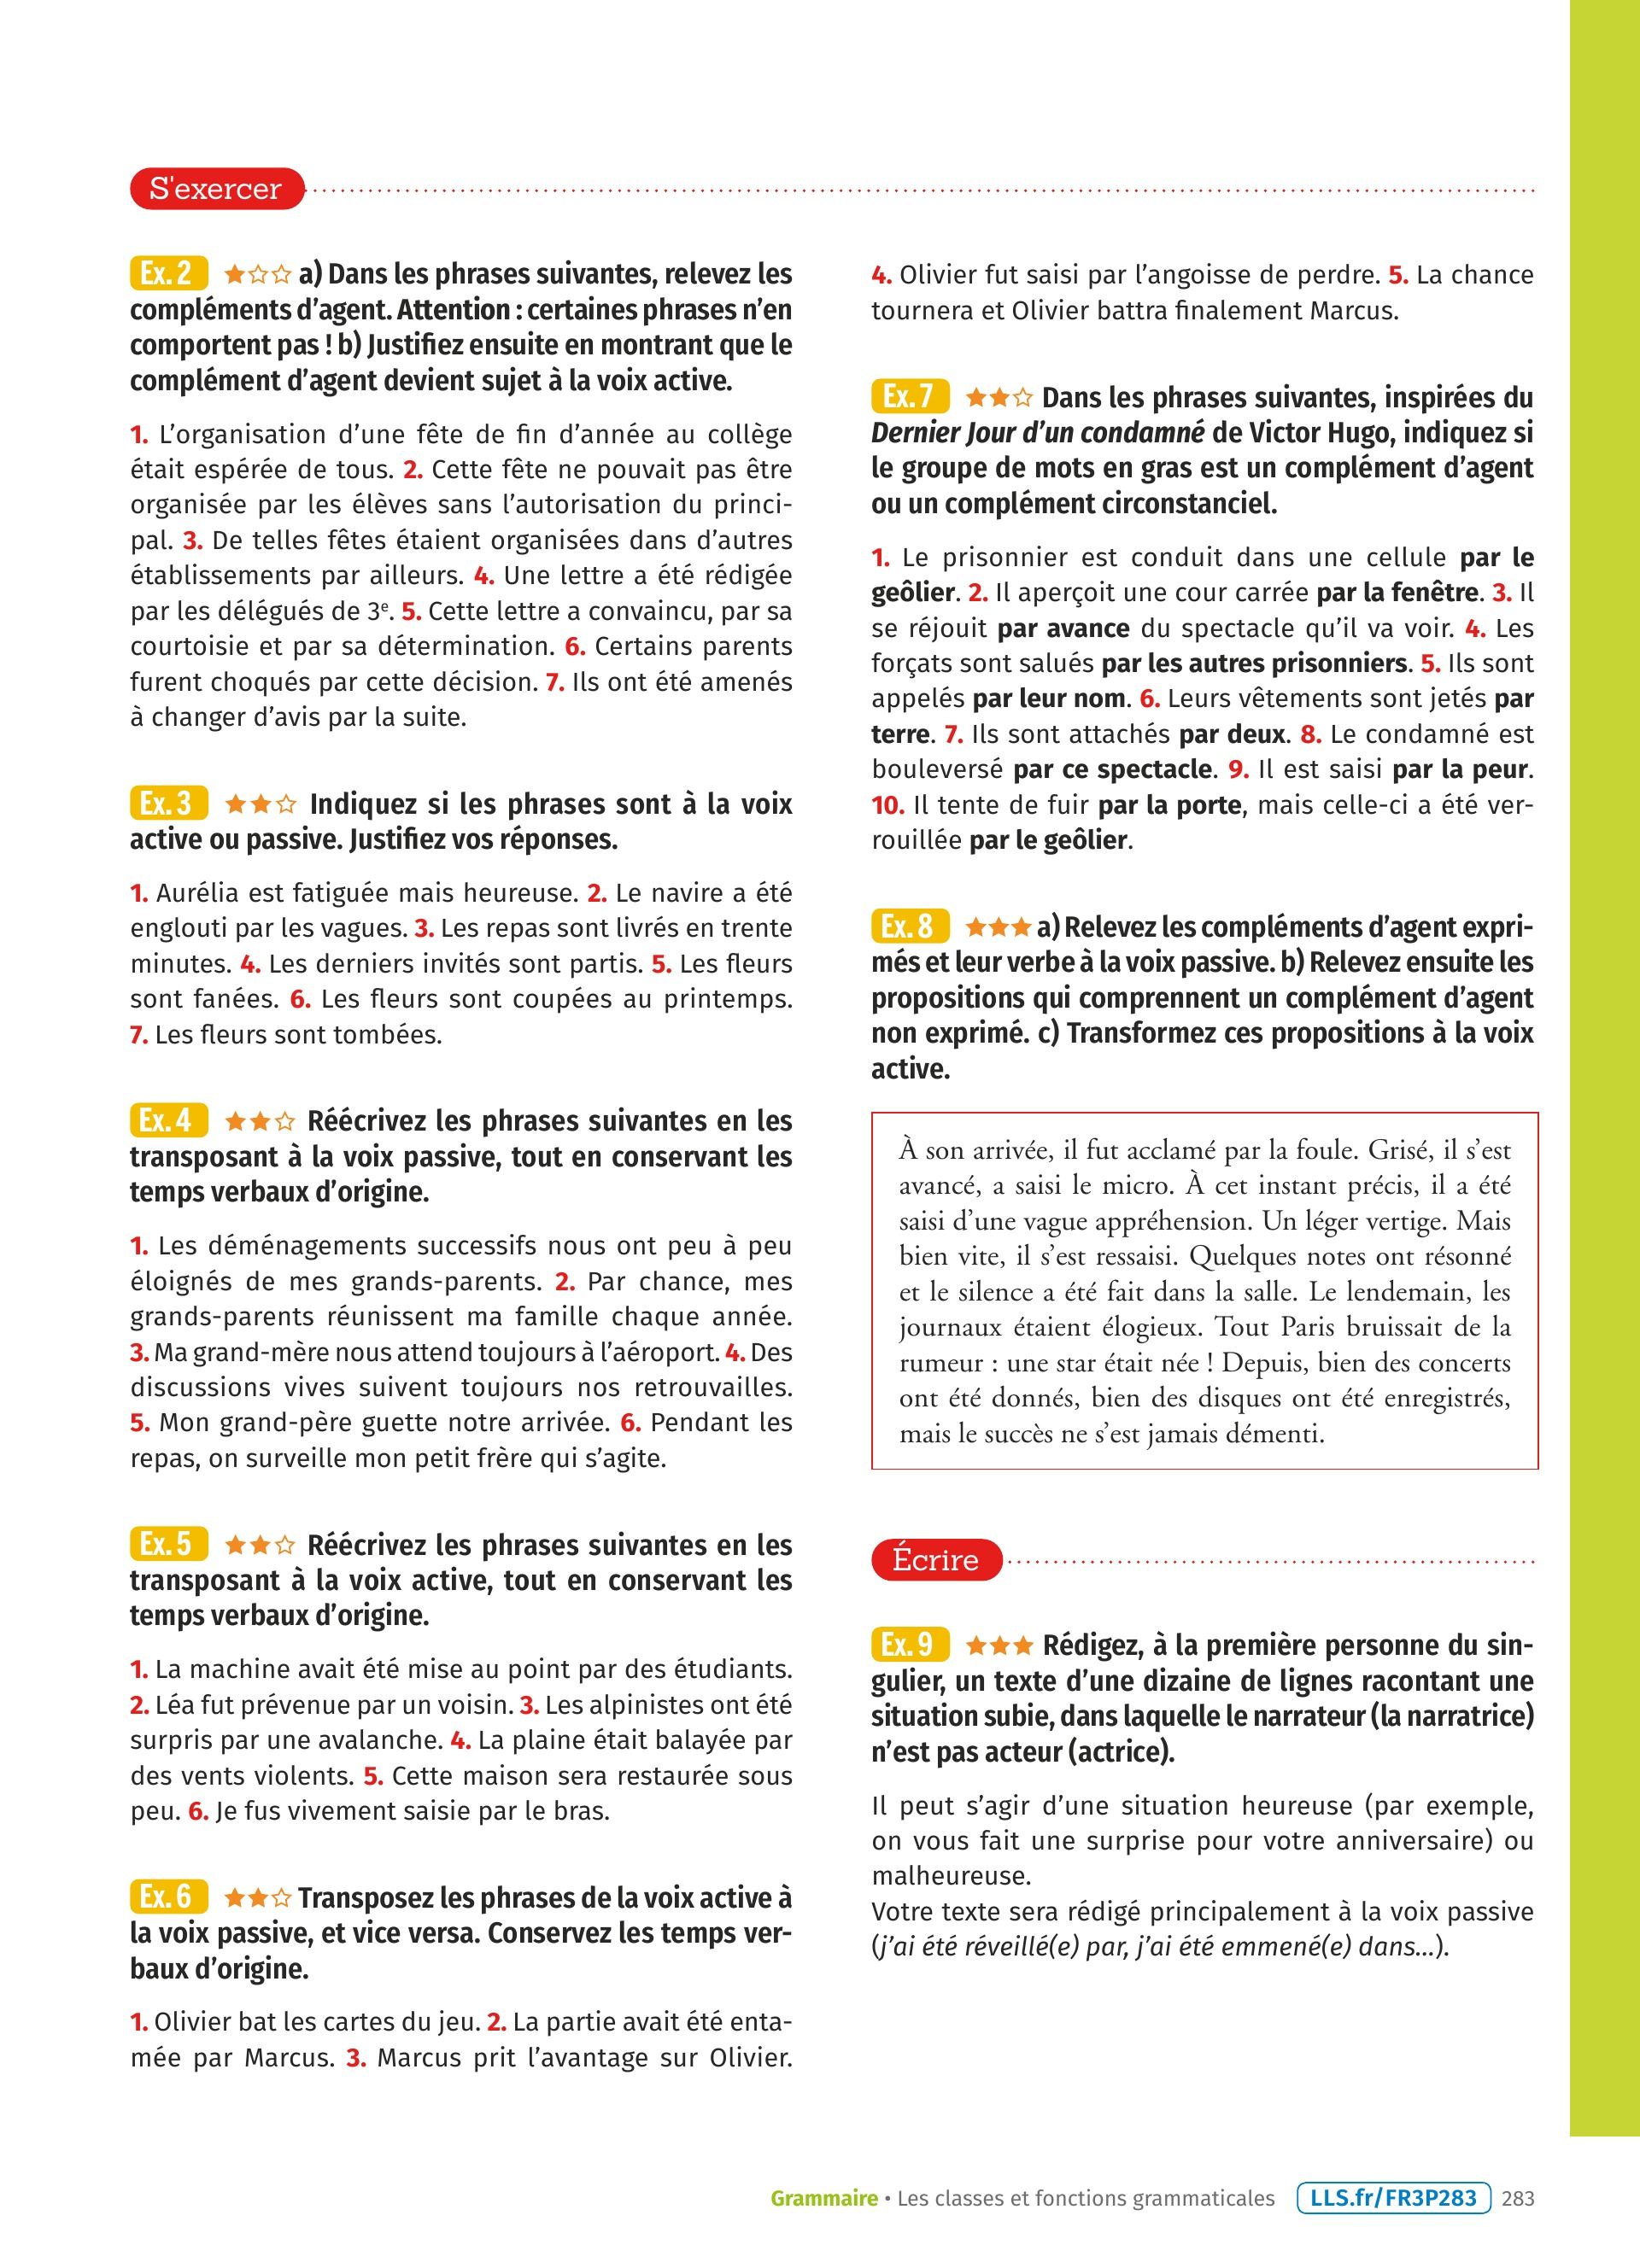 S'exercer
Ex. 2 ★☆☆ a) Dans les phrases suivantes, relevez les
compléments d'agent. Attention : certaines phrases n'en
comportent pas ! b) Justifiez ensuite en montrant que le
complément d'agent devient sujet à la voix active.
1. L'organisation d'une fête de fin d'année au collège
était espérée de tous. 2. Cette fête ne pouvait pas être
organisée par les élèves sans l'autorisation du princi-
pal. 3. De telles fêtes étaient organisées dans d'autres
établissements par ailleurs. 4. Une lettre a été rédigée
par les délégués de 3e. 5. Cette lettre a convaincu, par sa
courtoisie et par sa détermination. 6. Certains parents
furent choqués par cette décision. 7. Ils ont été amenés
à changer d'avis par la suite.
Ex. 3 ★★☆ Indiquez si les phrases sont à la voix
active ou passive. Justifiez vos réponses.
1. Aurélia est fatiguée mais heureuse. 2. Le navire a été
englouti par les vagues. 3. Les repas sont livrés en trente
minutes. 4. Les derniers invités sont partis. 5. Les fleurs
sont fanées. 6. Les fleurs sont coupées au printemps.
7. Les fleurs sont tombées.
Ex. 4 ★★☆ Réécrivez les phrases suivantes en les
transposant à la voix passive, tout en conservant les
temps verbaux d'origine.
1. Les déménagements successifs nous ont peu à peu
éloignés de mes grands-parents. 2. Par chance, mes
grands-parents réunissent ma famille chaque année.
3. Ma grand-mère nous attend toujours à l'aéroport. 4. Des
discussions vives suivent toujours nos retrouvailles.
5. Mon grand-père guette notre arrivée. 6. Pendant les
repas, on surveille mon petit frère qui s'agite.
Ex. 5 ★★☆ Réécrivez les phrases suivantes en les
transposant à la voix active, tout en conservant les
temps verbaux d'origine.
1. La machine avait été mise au point par des étudiants.
2. Léa fut prévenue par un voisin. 3. Les alpinistes ont été
surpris par une avalanche. 4. La plaine était balayée par
des vents violents. 5. Cette maison sera restaurée sous
peu. 6. Je fus vivement saisie par le bras.
Ex. 6 ★★☆ Transposez les phrases de la voix active à
la voix passive, et vice versa. Conservez les temps ver-
baux d'origine.
1. Olivier bat les cartes du jeu. 2. La partie avait été enta-
mée par Marcus. 3. Marcus prit l'avantage sur Olivier.
4. Olivier fut saisi par l'angoisse de perdre. 5. La chance
tournera et Olivier battra finalement Marcus.
Ex. 7 ★★☆ Dans les phrases suivantes, inspirées du
Dernier Jour d'un condamné de Victor Hugo, indiquez si
le groupe de mots en gras est un complément d'agent
ou un complément circonstanciel.
1. Le prisonnier est conduit dans une cellule par le
geôlier. 2. Il aperçoit une cour carrée par la fenêtre. 3. Il
se réjouit par avance du spectacle qu'il va voir. 4. Les
forçats sont salués par les autres prisonniers. 5. Ils sont
appelés par leur nom. 6. Leurs vêtements sont jetés par
terre. 7. Ils sont attachés par deux. 8. Le condamné est
bouleversé par ce spectacle. 9. Il est saisi par la peur.
10. Il tente de fuir par la porte, mais celle-ci a été ver-
rouillée par le geôlier.
Ex. 8 ★★★ a) Relevez les compléments d'agent expri-
més et leur verbe à la voix passive. b) Relevez ensuite les
propositions qui comprennent un complément d'agent
non exprimé. c) Transformez ces propositions à la voix
active.
À son arrivée, il fut acclamé par la foule. Grisé, il s'est
avancé, a saisi le micro. À cet instant précis, il a été
saisi d'une vague appréhension. Un léger vertige. Mais
bien vite, il s'est ressaisi. Quelques notes ont résonné
et le silence a été fait dans la salle. Le lendemain, les
journaux étaient élogieux. Tout Paris bruissait de la
rumeur : une star était née ! Depuis, bien des concerts
ont été donnés, bien des disques ont été enregistrés,
mais le succès ne s'est jamais démenti.
Écrire
Ex. 9 ★★★ Rédigez, à la première personne du sin-
gulier, un texte d'une dizaine de lignes racontant une
situation subie, dans laquelle le narrateur (la narratrice)
n'est pas acteur (actrice).
Il peut s'agir d'une situation heureuse (par exemple,
on vous fait une surprise pour votre anniversaire) ou
malheureuse.
Votre texte sera rédigé principalement à la voix passive
(j'ai été réveillé(e) par, j'ai été emmené(e) dans...).
Grammaire • Les classes et fonctions grammaticales LLS.fr/FR3P283 283